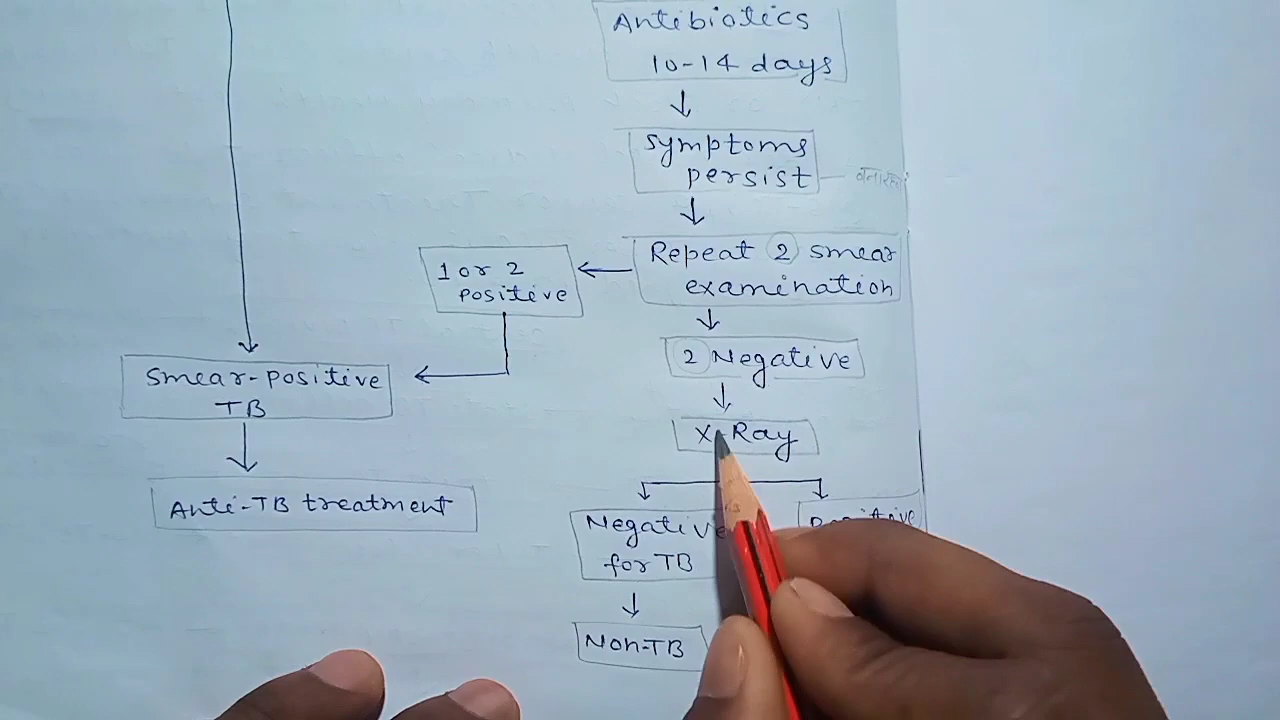 Antibiotics
10-14 days
Symptoms
persist
Repeat 2 smear
examination
1 or 2
positive
2 Negative
Smear-positive
TB
X-Ray
Anti-TB treatment
Negative
for TB
Positive
Non-TB